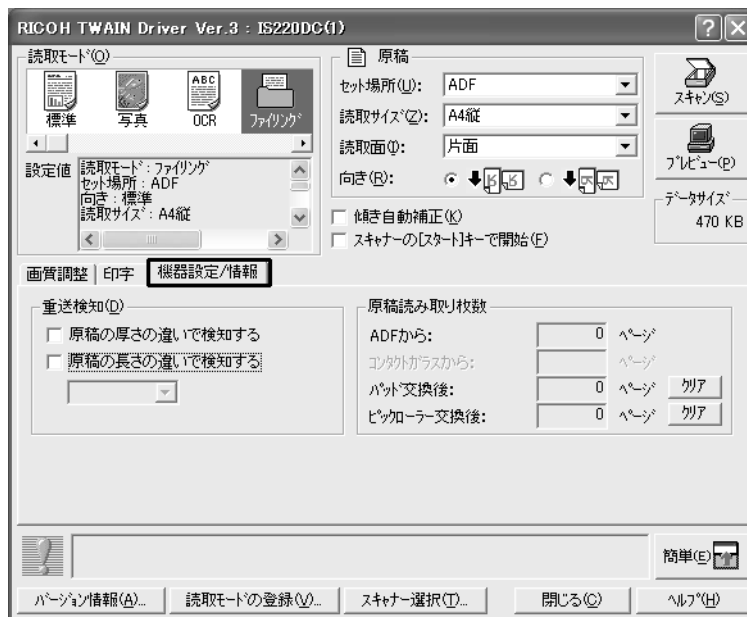 RICOH TWAIN Driver Ver.3 : IS220DC(1)
読取モード(O)
標準
写真
ABC
OCR
ファイリング
設定値
読取モード : ファイリング
セット場所 : ADF
向き : 標準
読取サイズ : A4縦
原稿
セット場所(U): ADF
読取サイズ(Z): A4縦
読取面(I): 片面
向き(R):
傾き自動補正(K)
スキャナーの[スタート]キーで開始(F)
スキャン(S)
プレビュー(P)
データサイズ
470 KB
画質調整 印字 機器設定/情報
重送検知(D)
原稿の厚さの違いで検知する
原稿の長さの違いで検知する
原稿読み取り枚数
ADFから: 0 ページ
コンタクトガラスから: ページ
パッド交換後: 0 ページ クリア
ピックローラー交換後: 0 ページ クリア
簡単(E)
バージョン情報(A)... 読取モードの登録(V)... スキャナー選択(T)... 閉じる(C) ヘルプ(H)